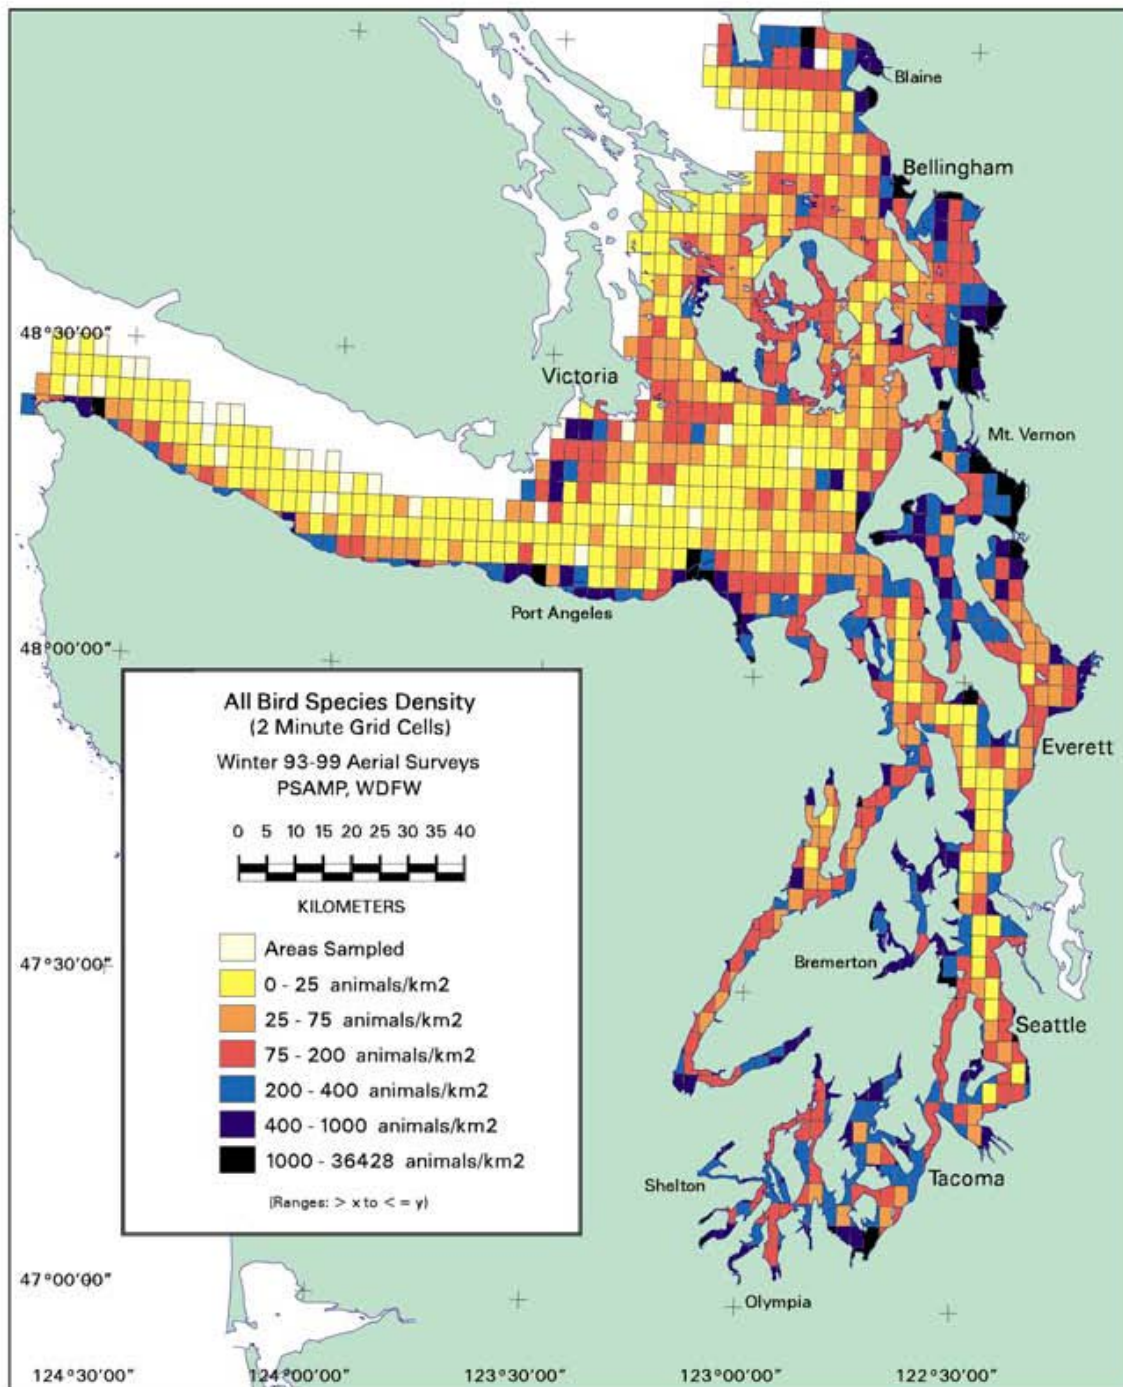 Blaine
Bellingham
48°30'00"
Victoria
Mt. Vernon
Port Angeles
48°00'00"
Everett
All Bird Species Density
(2 Minute Grid Cells)
Winter 93-99 Aerial Surveys
PSAMP, WDFW
0 5 10 15 20 25 30 35 40
KILOMETERS
Areas Sampled
0 - 25 animals/km2
25 - 75 animals/km2
75 - 200 animals/km2
200 - 400 animals/km2
400 - 1000 animals/km2
1000 - 36428 animals/km2
(Ranges: > x to < = y)
Bremerton
47°30'00"
Seattle
Shelton
Tacoma
47°00'00"
Olympia
124°30'00" 124°00'00" 123°30'00" 123°00'00" 122°30'00"